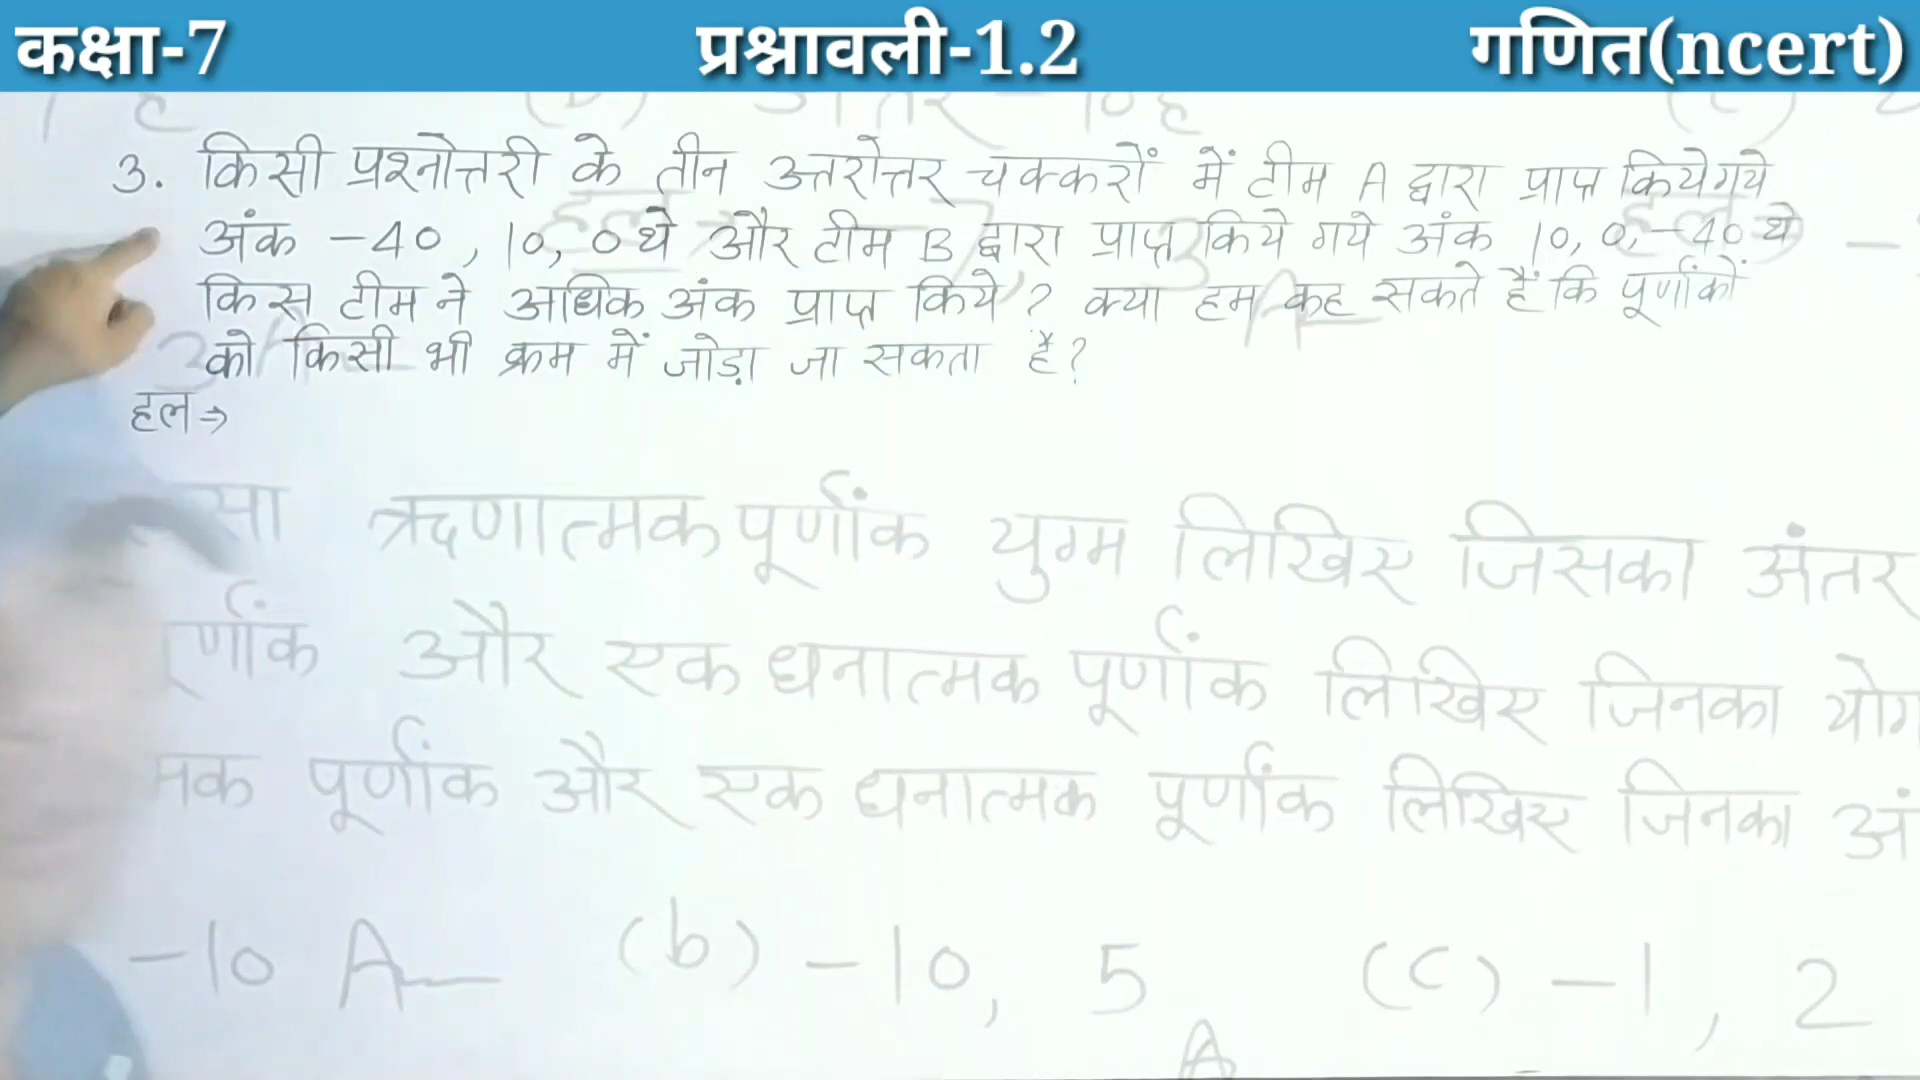 कक्षा-7 प्रश्नावली-1.2 गणित(ncert)
3. किसी प्रश्नोत्तरी के तीन उत्तरोत्तर चक्करों में टीम A द्वारा प्राप्त किये गये
अंक -40, 10, 0 थे और टीम B द्वारा प्राप्त किये गये अंक 10, 0, -40 थे
किस टीम ने अधिक अंक प्राप्त किये? क्या हम कह सकते हैं कि पूर्णांकों
को किसी भी क्रम में जोड़ा जा सकता है?
हल⇒
ऋणात्मक पूर्णांक युग्म लिखिए जिसका अंतर
और एक धनात्मक पूर्णांक लिखिए जिनका योग
पूर्णांक और एक धनात्मक पूर्णांक लिखिए जिनका अं
-10 A (b) -10, 5 (c) -1, 2
A